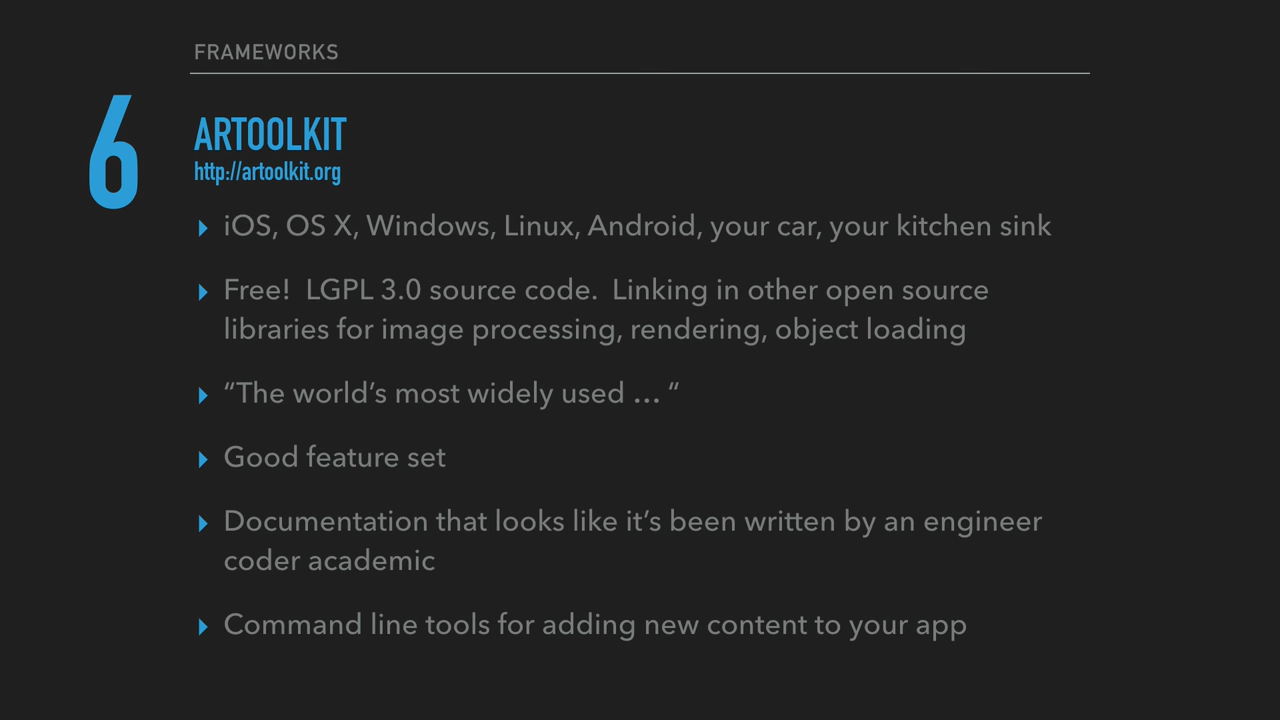 FRAMEWORKS
6
ARTOOLKIT
http://artoolkit.org
▸ iOS, OS X, Windows, Linux, Android, your car, your kitchen sink
▸ Free!  LGPL 3.0 source code.  Linking in other open source
libraries for image processing, rendering, object loading
▸ “The world’s most widely used … “
▸ Good feature set
▸ Documentation that looks like it’s been written by an engineer
coder academic
▸ Command line tools for adding new content to your app